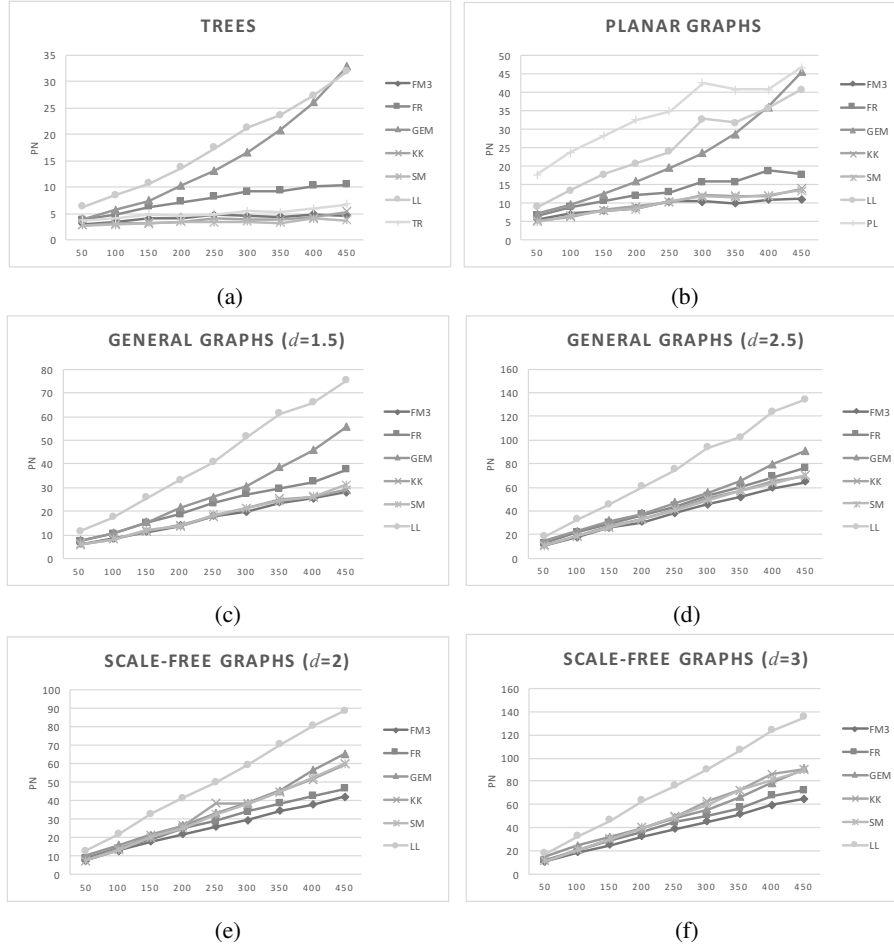 TREES
35
30
25
20
15
10
5
0
PN
50 100 150 200 250 300 350 400 450
FM3
FR
GEM
KK
SM
LL
TR
(a)
PLANAR GRAPHS
50
45
40
35
30
25
20
15
10
5
0
PN
50 100 150 200 250 300 350 400 450
FM3
FR
GEM
KK
SM
LL
PL
(b)
GENERAL GRAPHS (d=1.5)
80
70
60
50
40
30
20
10
0
PN
50 100 150 200 250 300 350 400 450
FM3
FR
GEM
KK
SM
LL
(c)
GENERAL GRAPHS (d=2.5)
160
140
120
100
80
60
40
20
0
PN
50 100 150 200 250 300 350 400 450
FM3
FR
GEM
KK
SM
LL
(d)
SCALE-FREE GRAPHS (d=2)
100
90
80
70
60
50
40
30
20
10
0
PN
50 100 150 200 250 300 350 400 450
FM3
FR
GEM
KK
SM
LL
(e)
SCALE-FREE GRAPHS (d=3)
160
140
120
100
80
60
40
20
0
PN
50 100 150 200 250 300 350 400 450
FM3
FR
GEM
KK
SM
LL
(f)